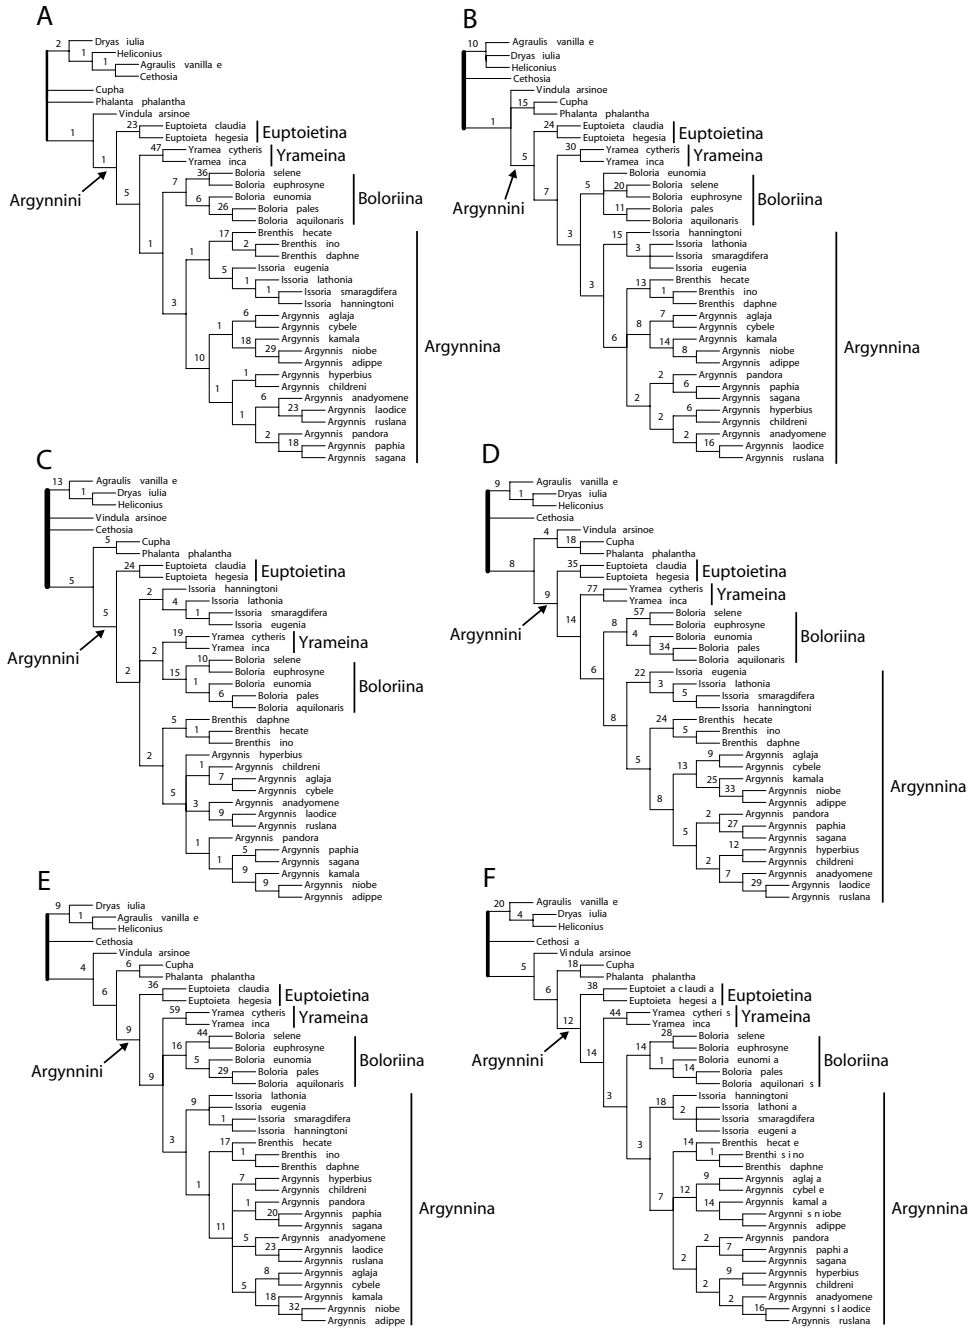 A
2
Dryas iulia
1
Heliconius
1
Agraulis vanilla e
Cethosia
Cupha
Phalanta phalantha
1
Vindula arsinoe
23
Euptoieta claudia
Euptoieta hegesia
Euptoietina
1
Argynnini
47
Yramea cytheris
Yramea inca
Yrameina
5
36
Boloria selene
Boloria euphrosyne
7
6
Boloria eunomia
26
Boloria pales
Boloria aquilonaris
Boloriina
1
17
Brenthis hecate
2
Brenthis ino
Brenthis daphne
1
5
Issoria eugenia
1
Issoria lathonia
1
Issoria smaragdifera
Issoria hanningtoni
3
6
Argynnis aglaja
Argynnis cybele
1
18
Argynnis kamala
29
Argynnis niobe
Argynnis adippe
10
1
Argynnis hyperbius
Argynnis childreni
1
6
Argynnis anadyomene
23
Argynnis laodice
Argynnis ruslana
1
2
Argynnis pandora
18
Argynnis paphia
Argynnis sagana
Argynnina
B
10
Agraulis vanilla e
Dryas iulia
Heliconius
Cethosia
1
Vindula arsinoe
15
Cupha
Phalanta phalantha
24
Euptoieta claudia
Euptoieta hegesia
Euptoietina
5
Argynnini
30
Yramea cytheris
Yramea inca
Yrameina
7
5
Boloria eunomia
20
Boloria selene
Boloria euphrosyne
11
Boloria pales
Boloria aquilonaris
Boloriina
3
15
Issoria hanningtoni
3
Issoria lathonia
Issoria smaragdifera
Issoria eugenia
3
13
Brenthis hecate
1
Brenthis ino
Brenthis daphne
6
8
7
Argynnis aglaja
Argynnis cybele
14
Argynnis kamala
8
Argynnis niobe
Argynnis adippe
2
2
Argynnis pandora
6
Argynnis paphia
Argynnis sagana
2
6
Argynnis hyperbius
Argynnis childreni
2
Argynnis anadyomene
16
Argynnis laodice
Argynnis ruslana
Argynnina
C
13
Agraulis vanilla e
1
Dryas iulia
Heliconius
Vindula arsinoe
Cethosia
5
5
Cupha
Phalanta phalantha
24
Euptoieta claudia
Euptoieta hegesia
Euptoietina
5
Argynnini
2
Issoria hanningtoni
4
Issoria lathonia
1
Issoria smaragdifera
Issoria eugenia
2
2
19
Yramea cytheris
Yramea inca
Yrameina
15
10
Boloria selene
Boloria euphrosyne
1
Boloria eunomia
6
Boloria pales
Boloria aquilonaris
Boloriina
2
5
Brenthis daphne
1
Brenthis hecate
Brenthis ino
5
Argynnis hyperbius
1
Argynnis childreni
7
Argynnis aglaja
Argynnis cybele
3
Argynnis anadyomene
9
Argynnis laodice
Argynnis ruslana
1
Argynnis pandora
1
5
Argynnis paphia
Argynnis sagana
9
Argynnis kamala
9
Argynnis niobe
Argynnis adippe
D
9
Agraulis vanilla e
1
Dryas iulia
Heliconius
Cethosia
8
4
Vindula arsinoe
18
Cupha
Phalanta phalantha
35
Euptoieta claudia
Euptoieta hegesia
Euptoietina
9
Argynnini
77
Yramea cytheris
Yramea inca
Yrameina
14
8
57
Boloria selene
Boloria euphrosyne
4
Boloria eunomia
34
Boloria pales
Boloria aquilonaris
Boloriina
6
22
Issoria eugenia
3
Issoria lathonia
5
Issoria smaragdifera
Issoria hanningtoni
8
24
Brenthis hecate
5
Brenthis ino
Brenthis daphne
5
13
9
Argynnis aglaja
Argynnis cybele
25
Argynnis kamala
33
Argynnis niobe
Argynnis adippe
8
2
Argynnis pandora
27
Argynnis paphia
Argynnis sagana
5
12
Argynnis hyperbius
Argynnis childreni
2
7
Argynnis anadyomene
29
Argynnis laodice
Argynnis ruslana
Argynnina
E
9
Dryas iulia
1
Agraulis vanilla e
Heliconius
Cethosia
4
Vindula arsinoe
6
6
Cupha
Phalanta phalantha
36
Euptoieta claudia
Euptoieta hegesia
Euptoietina
9
Argynnini
59
Yramea cytheris
Yramea inca
Yrameina
9
16
44
Boloria selene
Boloria euphrosyne
5
Boloria eunomia
29
Boloria pales
Boloria aquilonaris
Boloriina
3
9
Issoria lathonia
Issoria eugenia
1
Issoria smaragdifera
Issoria hanningtoni
1
17
Brenthis hecate
1
Brenthis ino
Brenthis daphne
11
7
Argynnis hyperbius
Argynnis childreni
1
Argynnis pandora
20
Argynnis paphia
Argynnis sagana
5
Argynnis anadyomene
23
Argynnis laodice
Argynnis ruslana
5
8
Argynnis aglaja
Argynnis cybele
18
Argynnis kamala
32
Argynnis niobe
Argynnis adippe
Argynnina
F
20
Agraulis vanilla e
4
Dryas iulia
Heliconius
Cethosi a
5
Vindula arsinoe
6
18
Cupha
Phalanta phalantha
38
Euptoiet a c laudi a
Euptoieta hegesi a
Euptoietina
12
Argynnini
44
Yramea cytheri s
Yramea inca
Yrameina
14
14
28
Boloria selene
Boloria euphrosyne
1
Boloria eunomi a
14
Boloria pales
Boloria aquilonari s
Boloriina
3
18
Issoria hanningtoni
2
Issoria lathoni a
Issoria smaragdifera
Issoria eugeni a
3
14
Brenthis hecat e
1
Brenthi s i no
Brenthis daphne
7
12
9
Argynnis aglaj a
Argynnis cybel e
14
Argynnis kamal a
Argynni s n iobe
Argynnis adippe
2
2
Argynnis pandora
7
Argynnis paphi a
Argynnis sagana
2
9
Argynnis hyperbius
Argynnis childreni
2
Argynnis anadyomene
16
Argynni s l aodice
Argynnis ruslana
Argynnina